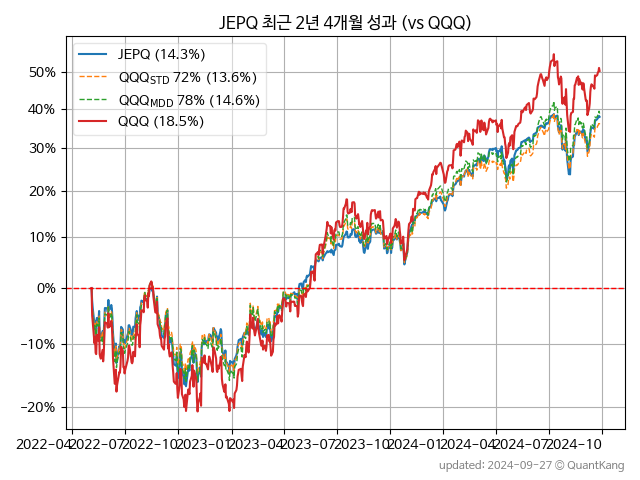 JEPQ 최근 2년 4개월 성과 (vs QQQ)
JEPQ (14.3%)
QQQSTD 72% (13.6%)
QQQMDD 78% (14.6%)
QQQ (18.5%)
50%
40%
30%
20%
10%
0%
−10%
−20%
2022-04 2022-07 2022-10 2023-01 2023-04 2023-07 2023-10 2024-01 2024-04 2024-07 2024-10
updated: 2024-09-27 © QuantKang